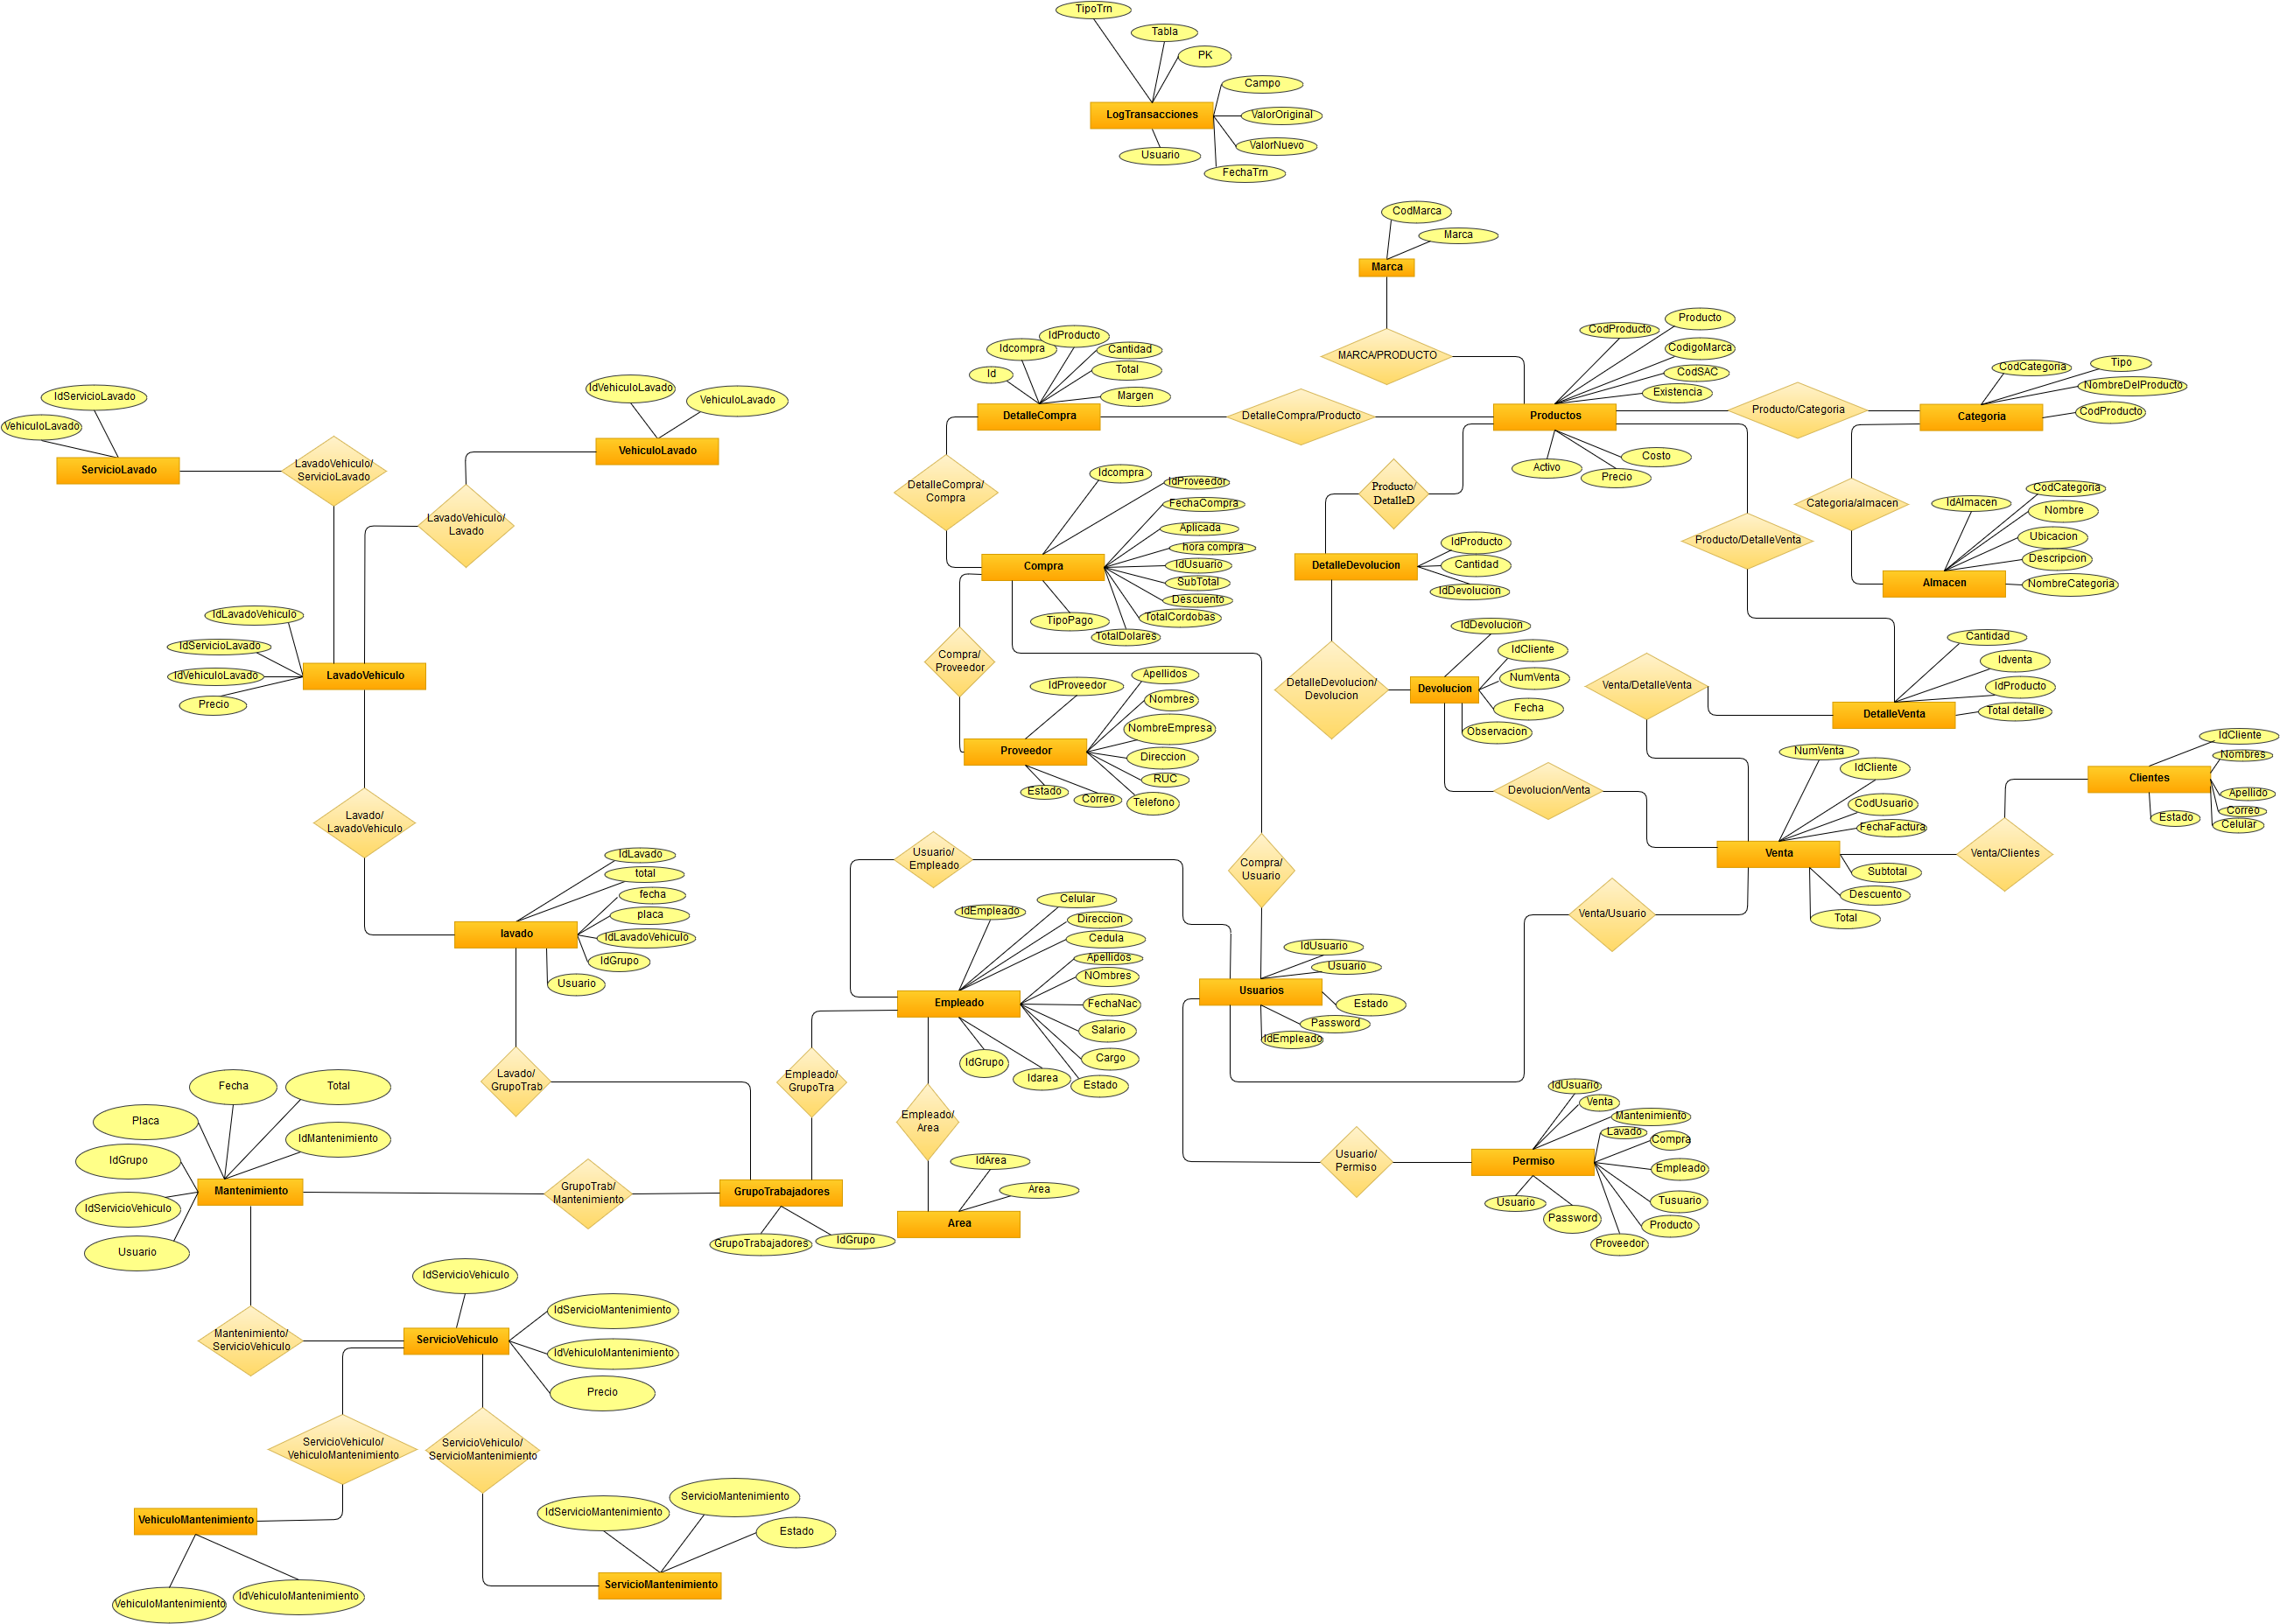 TipoTrn
Tabla
PK
Campo
LogTransacciones
ValorOriginal
ValorNuevo
Usuario
FechaTrn
CodMarca
Marca
Marca
MARCA/PRODUCTO
CodProducto
Producto
CodigoMarca
CodSAC
Existencia
Productos
Activo
Precio
Costo
Idcompra
IdProducto
Cantidad
Total
Id
Margen
DetalleCompra
DetalleCompra/Producto
Producto/Categoria
CodCategoria
Tipo
NombreDelProducto
CodProducto
Categoria
IdServicioLavado
VehiculoLavado
ServicioLavado
LavadoVehiculo/
ServicioLavado
IdVehiculoLavado
VehiculoLavado
VehiculoLavado
LavadoVehiculo/
Lavado
DetalleCompra/
Compra
Idcompra
IdProveedor
FechaCompra
Aplicada
hora compra
IdUsuario
SubTotal
Descuento
TotalCordobas
TotalDolares
TipoPago
Compra
Producto/
DetalleD
DetalleDevolucion
IdProducto
Cantidad
IdDevolucion
Producto/DetalleVenta
Categoria/almacen
IdAlmacen
CodCategoria
Nombre
Ubicacion
Descripcion
NombreCategoria
Almacen
IdLavadoVehiculo
IdServicioLavado
IdVehiculoLavado
Precio
LavadoVehiculo
Compra/
Proveedor
IdProveedor
Apellidos
Nombres
NombreEmpresa
Direccion
RUC
Telefono
Correo
Estado
Proveedor
DetalleDevolucion/
Devolucion
IdDevolucion
IdCliente
NumVenta
Fecha
Observacion
Devolucion
Venta/DetalleVenta
Cantidad
Idventa
IdProducto
Total detalle
DetalleVenta
Devolucion/Venta
NumVenta
IdCliente
CodUsuario
FechaFactura
Subtotal
Descuento
Total
Venta
Venta/Clientes
IdCliente
Nombres
Apellido
Correo
Celular
Estado
Clientes
Lavado/
LavadoVehiculo
IdLavado
total
fecha
placa
IdLavadoVehiculo
IdGrupo
Usuario
lavado
Usuario/
Empleado
Compra/
Usuario
Venta/Usuario
IdEmpleado
Celular
Direccion
Cedula
Apellidos
NOmbres
FechaNac
Salario
Cargo
Estado
Idarea
IdGrupo
Empleado
IdUsuario
Usuario
Usuarios
Estado
Password
IdEmpleado
Lavado/
GrupoTrab
Empleado/
GrupoTra
Empleado/
Area
Fecha
Total
Placa
IdMantenimiento
IdGrupo
Mantenimiento
IdServicioVehiculo
Usuario
GrupoTrab/
Mantenimiento
GrupoTrabajadores
GrupoTrabajadores
IdGrupo
IdArea
Area
Area
Usuario/
Permiso
IdUsuario
Venta
Mantenimiento
Lavado
Compra
Empleado
Tusuario
Producto
Proveedor
Password
Usuario
Permiso
IdServicioVehiculo
IdServicioMantenimiento
Mantenimiento/
ServicioVehiculo
ServicioVehiculo
IdVehiculoMantenimiento
Precio
ServicioVehiculo/
VehiculoMantenimiento
ServicioVehiculo/
ServicioMantenimiento
VehiculoMantenimiento
VehiculoMantenimiento
IdVehiculoMantenimiento
IdServicioMantenimiento
ServicioMantenimiento
Estado
ServicioMantenimiento